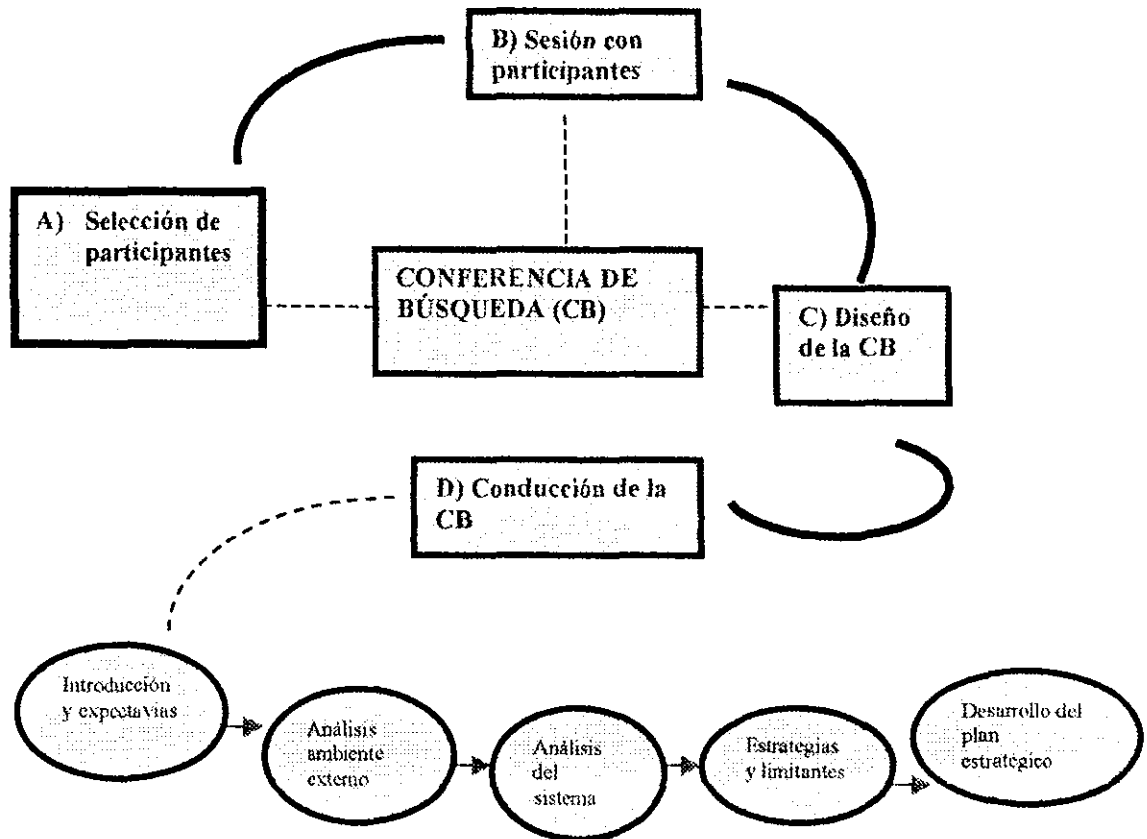 B) Sesión con
participantes
A) Selección de
participantes
CONFERENCIA DE
BÚSQUEDA (CB)
C) Diseño
de la CB
D) Conducción de la
CB
Introducción
y expectavias
Análisis
ambiente
externo
Análisis
del
sistema
Estrategias
y limitantes
Desarrollo del
plan
estratégico